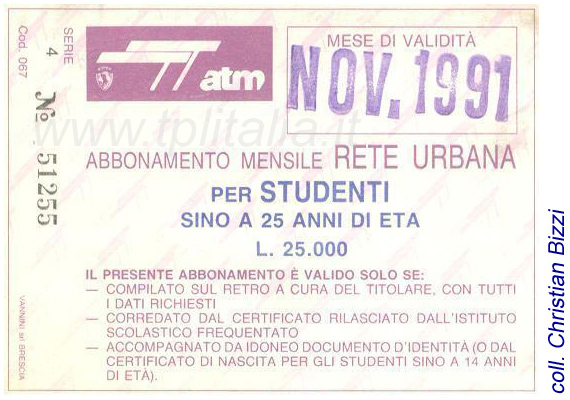 SERIE
4
Cod. 067
№ 51255
atm
MESE DI VALIDITÀ
NOV. 1991
www.tplitalia.it
ABBONAMENTO MENSILE RETE URBANA
PER STUDENTI
SINO A 25 ANNI DI ETA
L. 25.000
IL PRESENTE ABBONAMENTO È VALIDO SOLO SE:
— COMPILATO SUL RETRO A CURA DEL TITOLARE, CON TUTTI
I DATI RICHIESTI
— CORREDATO DAL CERTIFICATO RILASCIATO DALL'ISTITUTO
SCOLASTICO FREQUENTATO
— ACCOMPAGNATO DA IDONEO DOCUMENTO D'IDENTITÀ (O DAL
CERTIFICATO DI NASCITA PER GLI STUDENTI SINO A 14 ANNI
DI ETÀ).
VANNINI srl BRESCIA
coll. Christian Bizzi